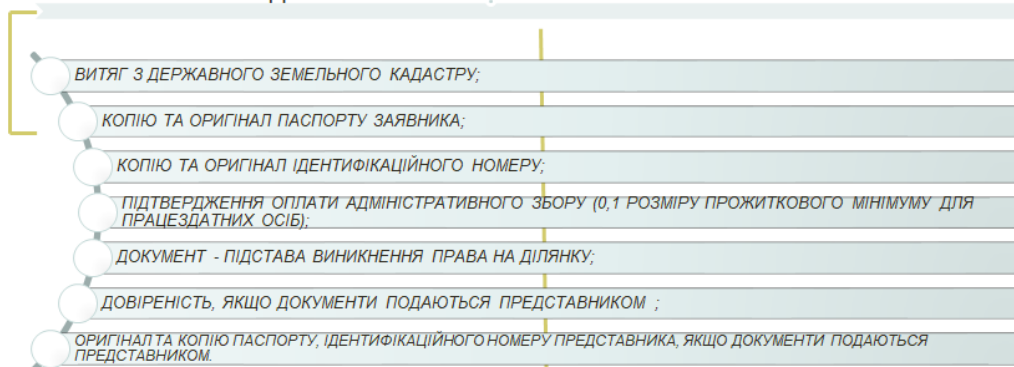 ВИТЯГ З ДЕРЖАВНОГО ЗЕМЕЛЬНОГО КАДАСТРУ;
КОПІЮ ТА ОРИГІНАЛ ПАСПОРТУ ЗАЯВНИКА;
КОПІЮ ТА ОРИГІНАЛ ІДЕНТИФІКАЦІЙНОГО НОМЕРУ;
ПІДТВЕРДЖЕННЯ ОПЛАТИ АДМІНІСТРАТИВНОГО ЗБОРУ (0,1 РОЗМІРУ ПРОЖИТКОВОГО МІНІМУМУ ДЛЯ
ПРАЦЕЗДАТНИХ ОСІБ);
ДОКУМЕНТ - ПІДСТАВА ВИНИКНЕННЯ ПРАВА НА ДІЛЯНКУ;
ДОВІРЕНІСТЬ, ЯКЩО ДОКУМЕНТИ ПОДАЮТЬСЯ ПРЕДСТАВНИКОМ ;
ОРИГІНАЛ ТА КОПІЮ ПАСПОРТУ, ІДЕНТИФІКАЦІЙНОГО НОМЕРУ ПРЕДСТАВНИКА, ЯКЩО ДОКУМЕНТИ ПОДАЮТЬСЯ
ПРЕДСТАВНИКОМ.